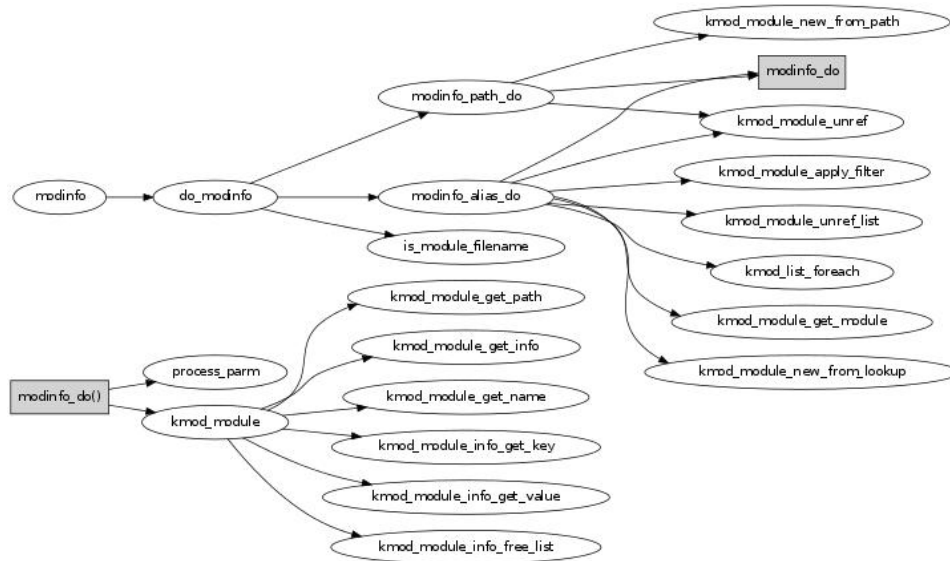 kmod_module_new_from_path
modinfo_do
modinfo_path_do
kmod_module_unref
kmod_module_apply_filter
modinfo
do_modinfo
modinfo_alias_do
kmod_module_unref_list
is_module_filename
kmod_list_foreach
kmod_module_get_path
kmod_module_get_module
kmod_module_get_info
process_parm
kmod_module_new_from_lookup
modinfo_do()
kmod_module_get_name
kmod_module
kmod_module_info_get_key
kmod_module_info_get_value
kmod_module_info_free_list